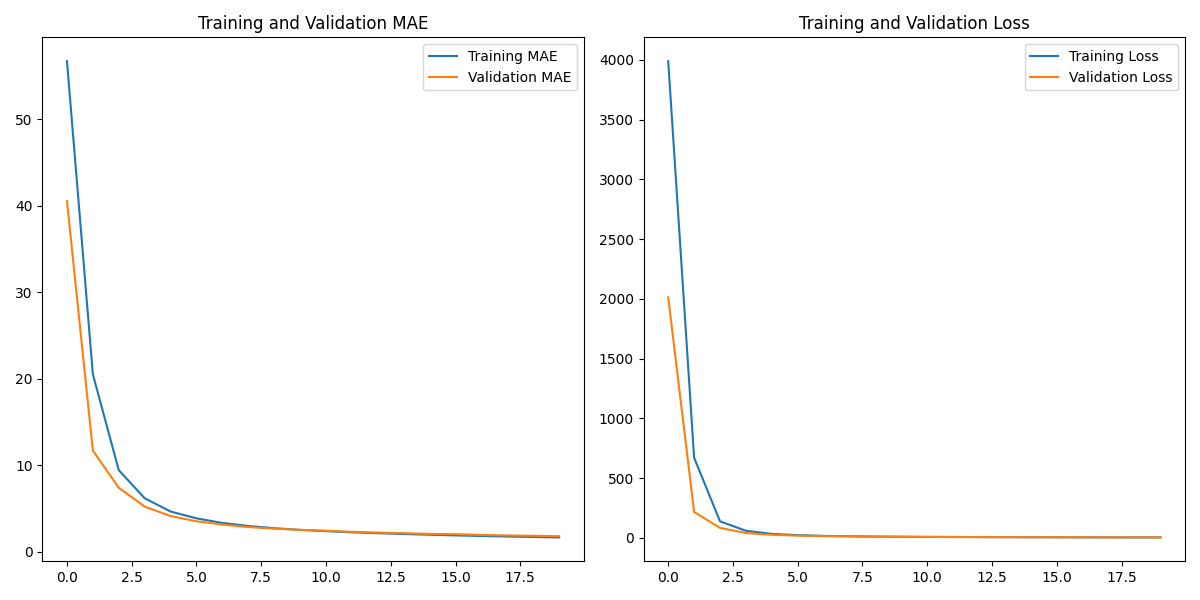 Training and Validation MAE
Training MAE
Validation MAE
50
40
30
20
10
0
0.0 2.5 5.0 7.5 10.0 12.5 15.0 17.5
Training and Validation Loss
Training Loss
Validation Loss
4000
3500
3000
2500
2000
1500
1000
500
0
0.0 2.5 5.0 7.5 10.0 12.5 15.0 17.5